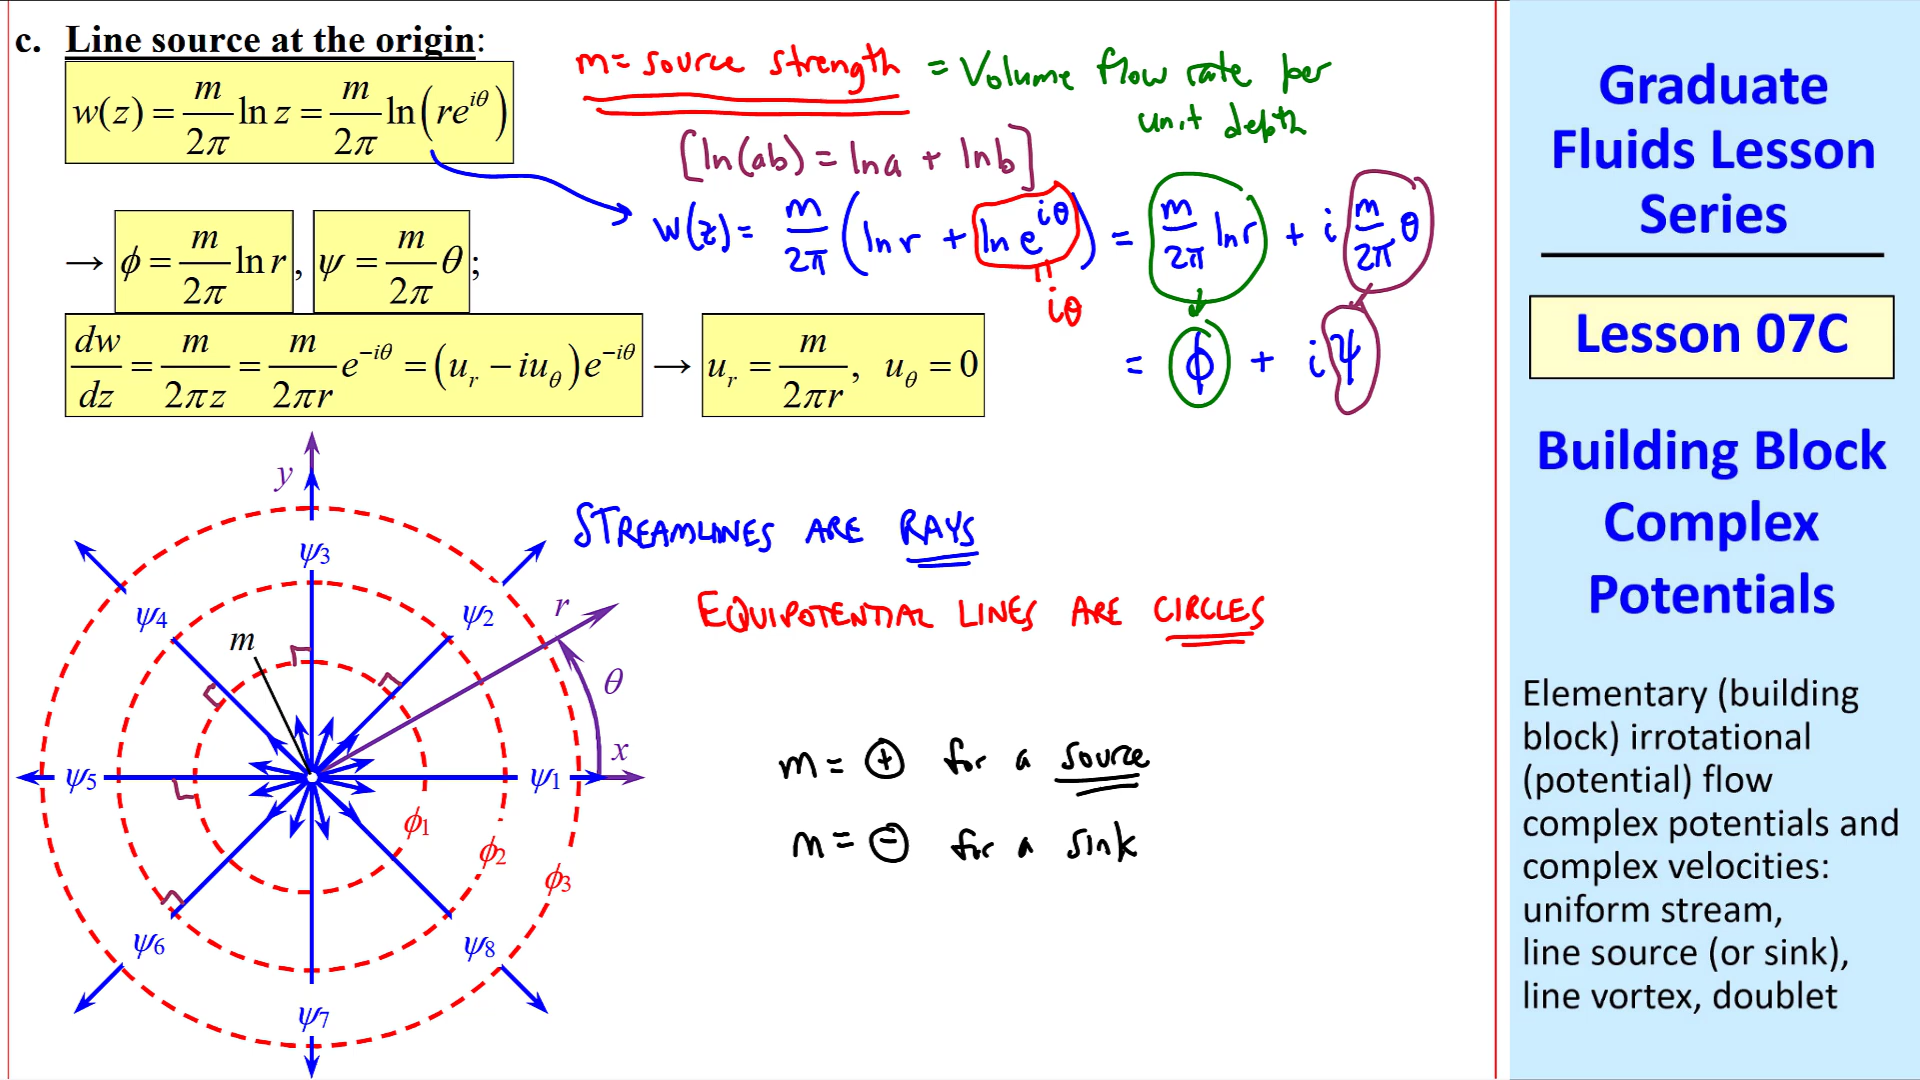 c. Line source at the origin:
w(z) = m/2π ln z = m/2π ln(re^{iθ})
m = source strength = Volume flow rate per
unit depth
[ln(ab) = ln a + ln b]
w(z) = m/2π (ln r + ln e^{iθ}) = m/2π ln r + i m/2π θ
iθ
= ϕ + iψ
→ ϕ = m/2π ln r, ψ = m/2π θ;
dw/dz = m/2πz = m/2πr e^{−iθ} = (u_r − iu_θ)e^{−iθ} → u_r = m/2πr, u_θ = 0
y
STREAMLINES ARE RAYS
ψ3
ψ4
ψ2
r
EQUIPOTENTIAL LINES ARE CIRCLES
m
θ
x
ψ5
ψ1
m = ⊕ for a source
ϕ1
ϕ2
ϕ3
m = ⊖ for a sink
ψ6
ψ8
ψ7
Graduate
Fluids Lesson
Series
Lesson 07C
Building Block
Complex
Potentials
Elementary (building
block) irrotational
(potential) flow
complex potentials and
complex velocities:
uniform stream,
line source (or sink),
line vortex, doublet